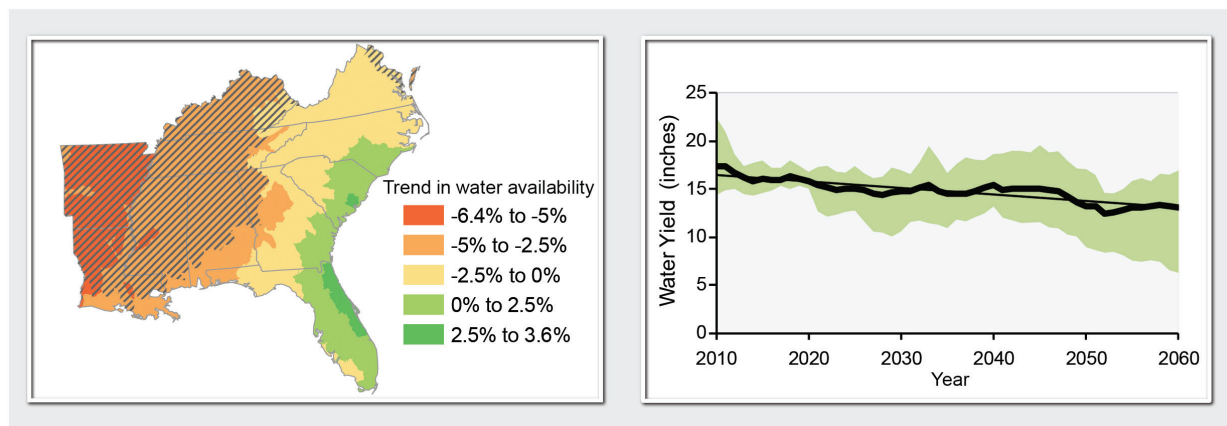 Trend in water availability
-6.4% to -5%
-5% to -2.5%
-2.5% to 0%
0% to 2.5%
2.5% to 3.6%
Water Yield (inches)
25
20
15
10
5
0
2010 2020 2030 2040 2050 2060
Year